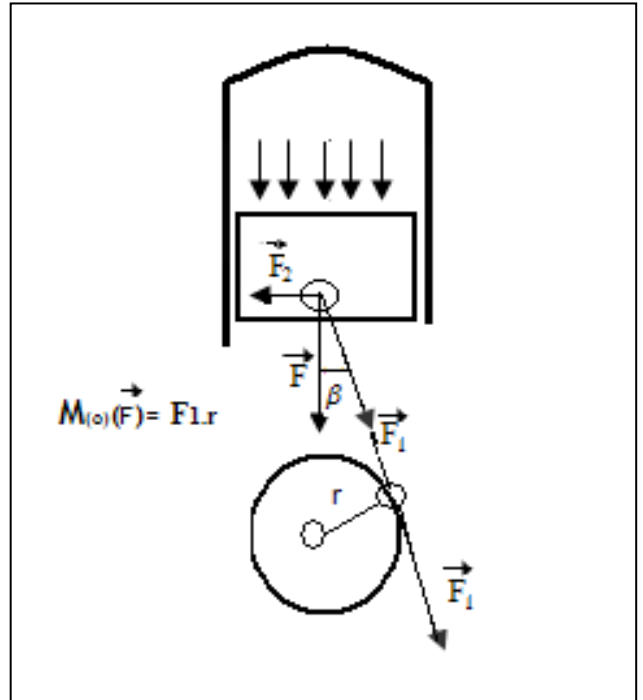 F₂
F
β
M(o)(F) = F1.r
F₁
r
F₁